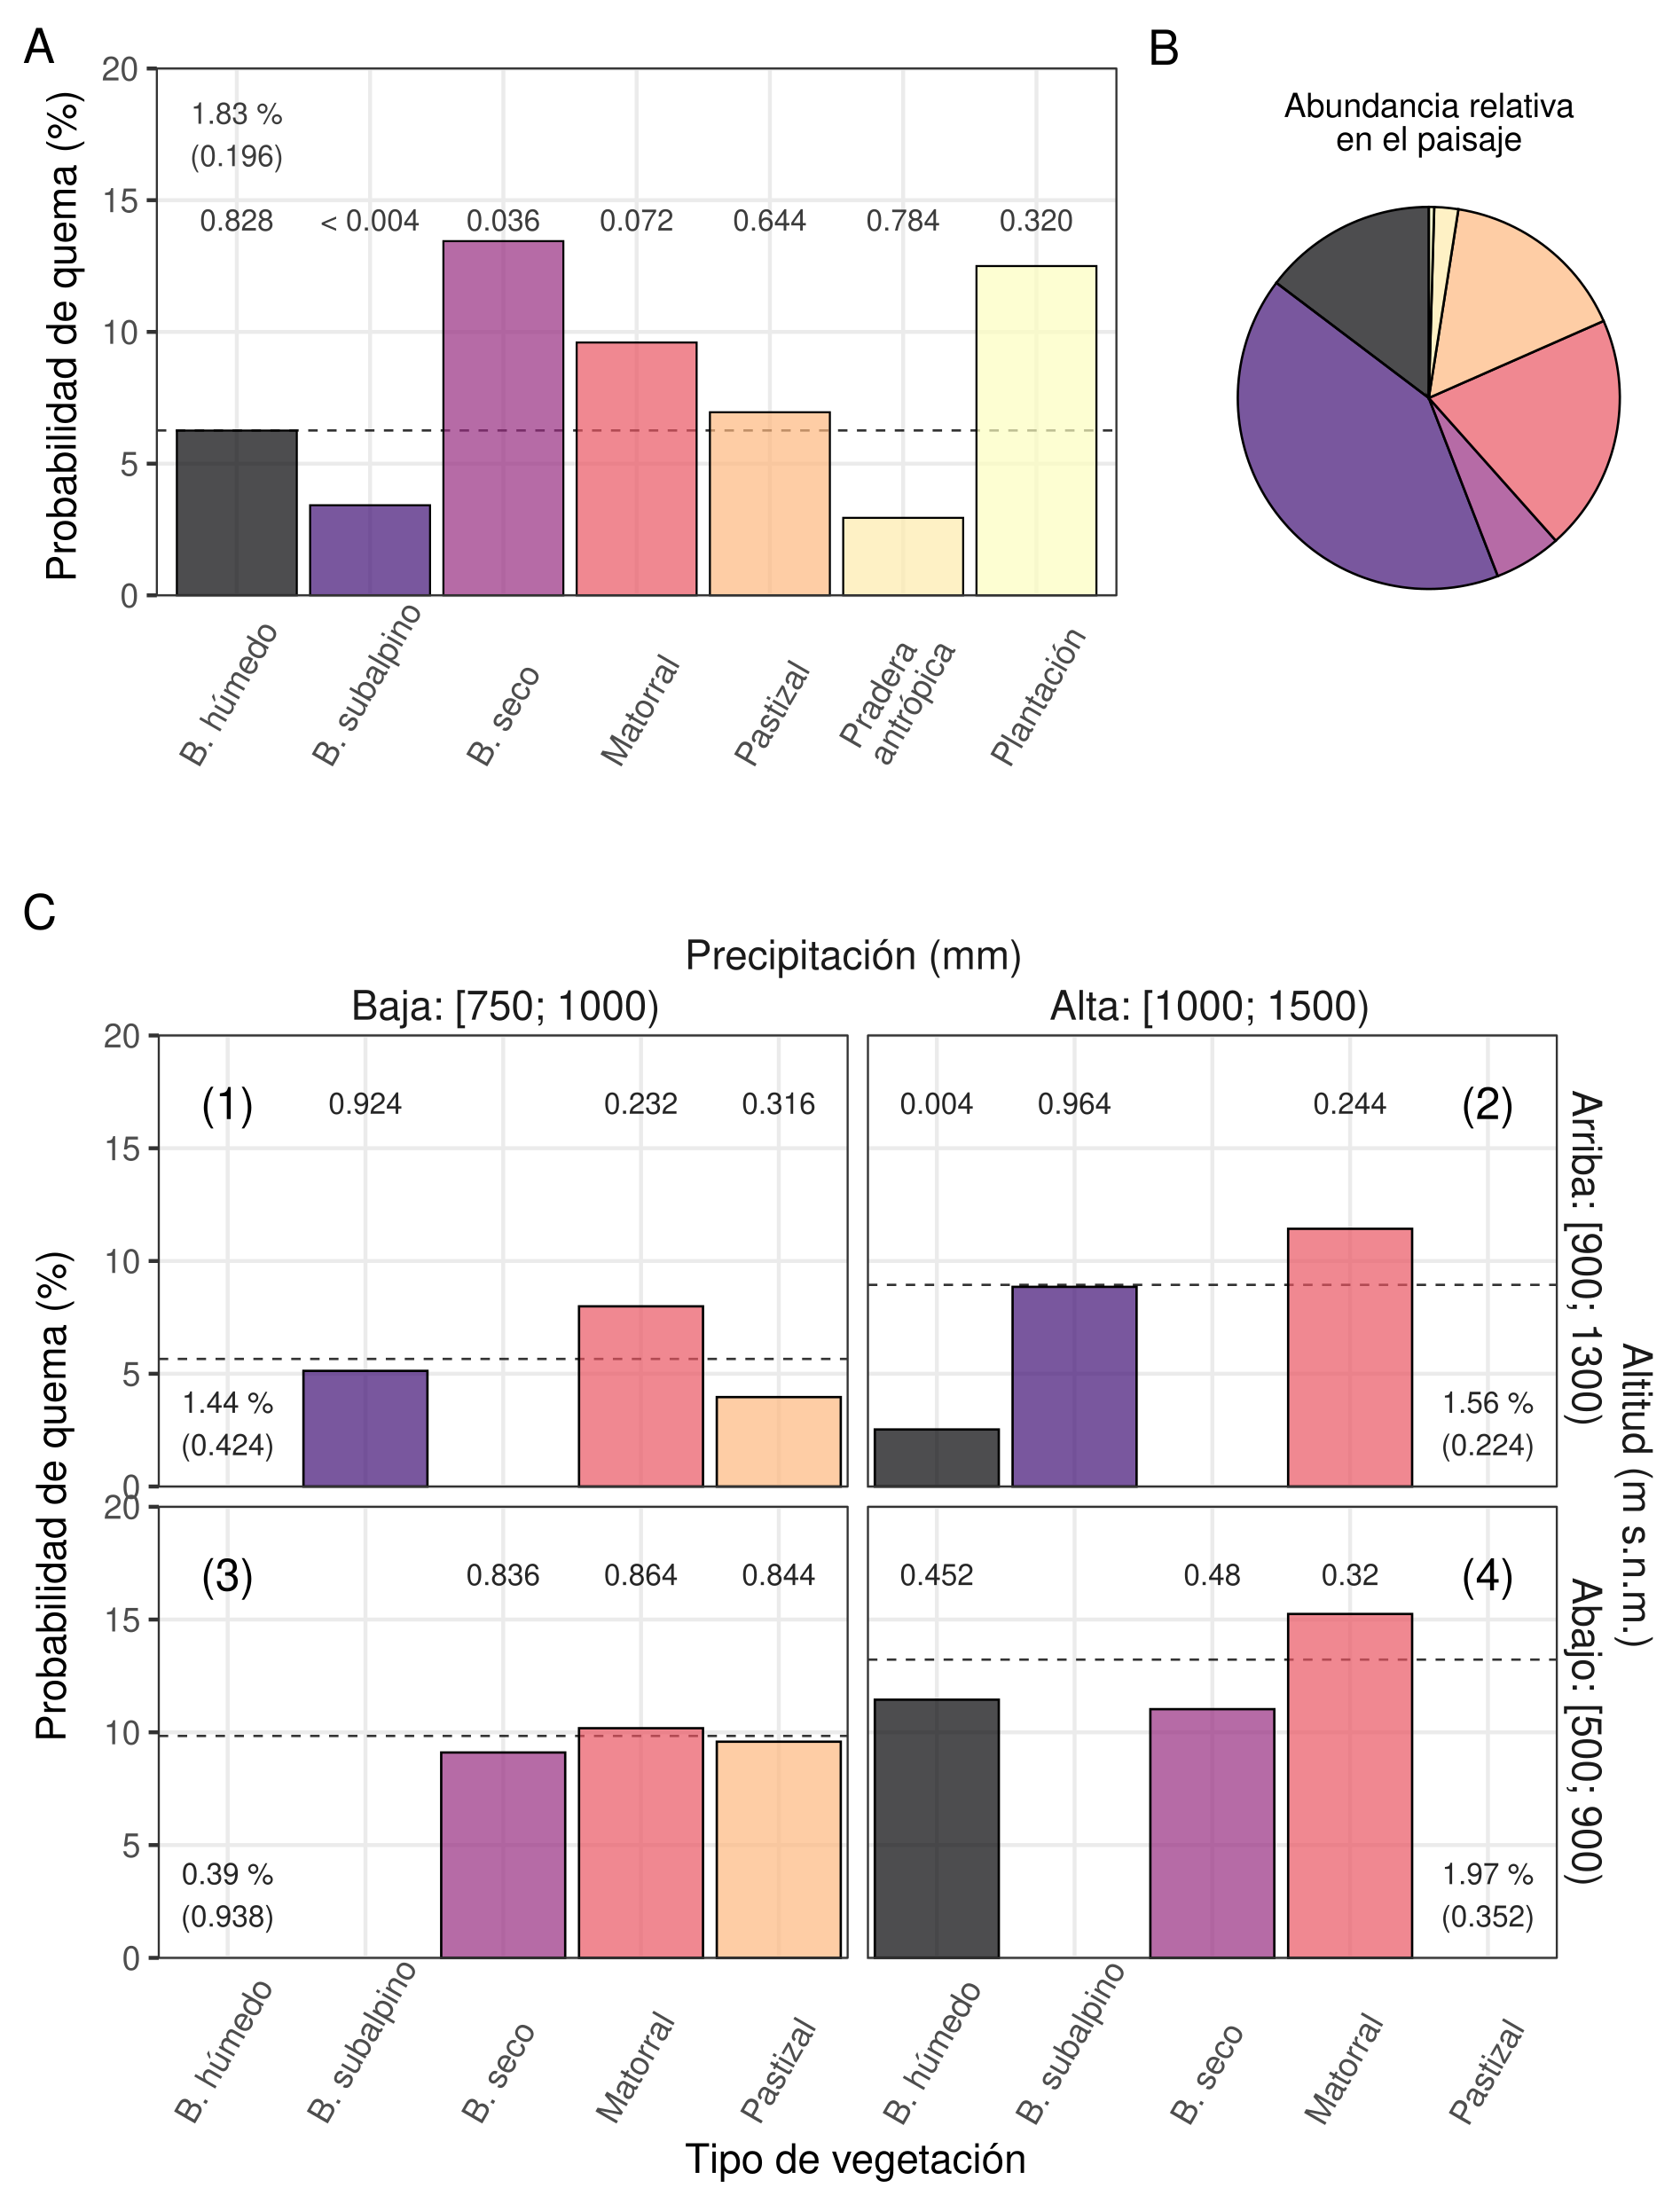 A
Probabilidad de quema (%)
20
15
10
5
0
1.83 %
(0.196)
0.828
< 0.004
0.036
0.072
0.644
0.784
0.320
B. húmedo
B. subalpino
B. seco
Matorral
Pastizal
Pradera
antrópica
Plantación
B
Abundancia relativa
en el paisaje
C
Precipitación (mm)
Baja: [750; 1000)
Alta: [1000; 1500)
Probabilidad de quema (%)
20
15
10
5
0
(1)
0.924
0.232
0.316
1.44 %
(0.424)
0.004
0.964
0.244
(2)
1.56 %
(0.224)
Arriba: [900; 1300)
Altitud (m s.n.m.)
20
15
10
5
0
(3)
0.836
0.864
0.844
0.39 %
(0.938)
0.452
0.48
0.32
(4)
1.97 %
(0.352)
Abajo: [500; 900)
B. húmedo
B. subalpino
B. seco
Matorral
Pastizal
B. húmedo
B. subalpino
B. seco
Matorral
Pastizal
Tipo de vegetación